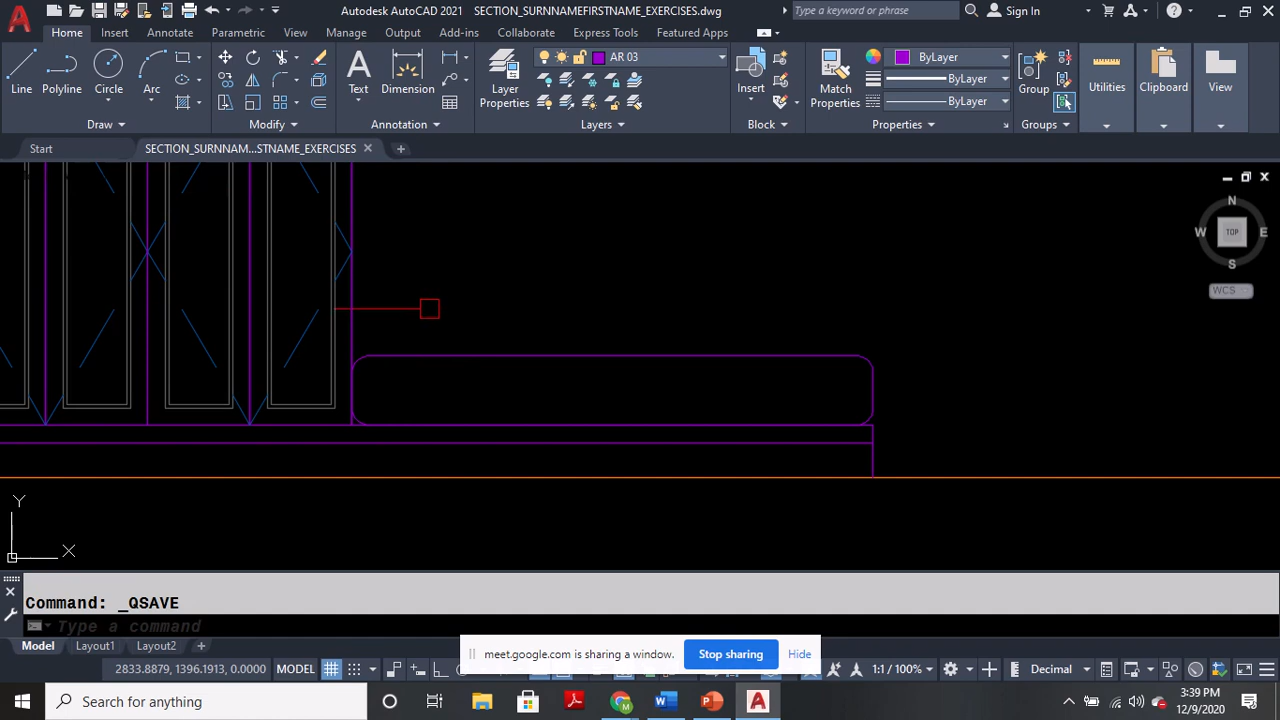 Autodesk AutoCAD 2021 SECTION_SURNNAMEFIRSTNAME_EXERCISES.dwg
Type a keyword or phrase
Sign In
Home Insert Annotate Parametric View Manage Output Add-ins Collaborate Express Tools Featured Apps
AR 03
ByLayer
ByLayer
ByLayer
Line Polyline Circle Arc
Text Dimension
Layer Properties
Insert
Match Properties
Group
Utilities Clipboard View
Draw Modify Annotation Layers Block Properties Groups
Start SECTION_SURNNAM...STNAME_EXERCISES
N
W TOP E
S
WCS
Y
X
Command: _QSAVE
Type a command
Model Layout1 Layout2
meet.google.com is sharing a window. Stop sharing Hide
2833.8879, 1396.1913, 0.0000 MODEL
1:1 / 100%
Decimal
Search for anything
3:39 PM
12/9/2020